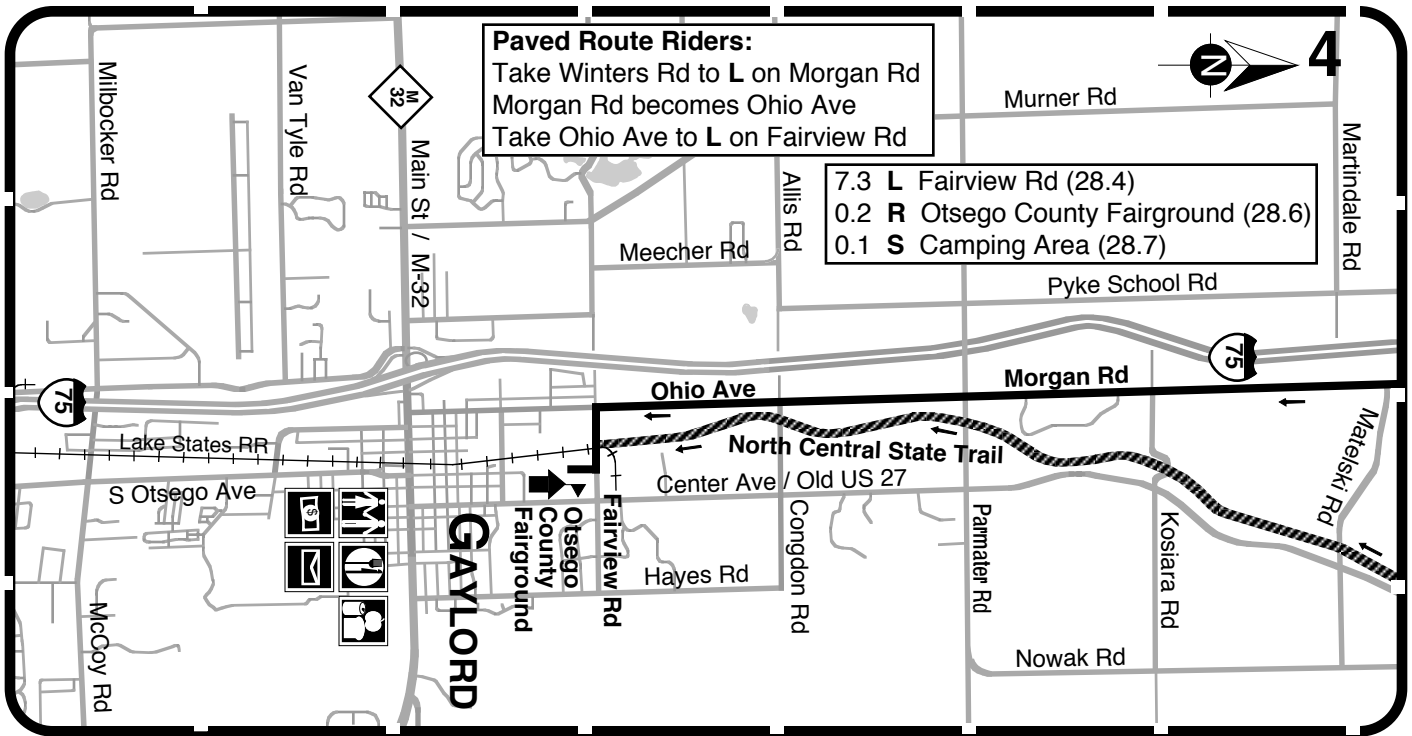 Paved Route Riders:
Take Winters Rd to L on Morgan Rd
Morgan Rd becomes Ohio Ave
Take Ohio Ave to L on Fairview Rd
N
4
7.3 L Fairview Rd (28.4)
0.2 R Otsego County Fairground (28.6)
0.1 S Camping Area (28.7)
Milbocker Rd
Van Tyle Rd
M
32
Main St / M-32
Murner Rd
Martindale Rd
Allis Rd
Meecher Rd
Pyke School Rd
75
75
Ohio Ave
Morgan Rd
Matelski Rd
Lake States RR
North Central State Trail
Center Ave / Old US 27
S Otsego Ave
$
GAYLORD
Otsego
County
Fairground
Fairview Rd
Hayes Rd
Congdon Rd
Parmater Rd
Kosiara Rd
McCoy Rd
Nowak Rd